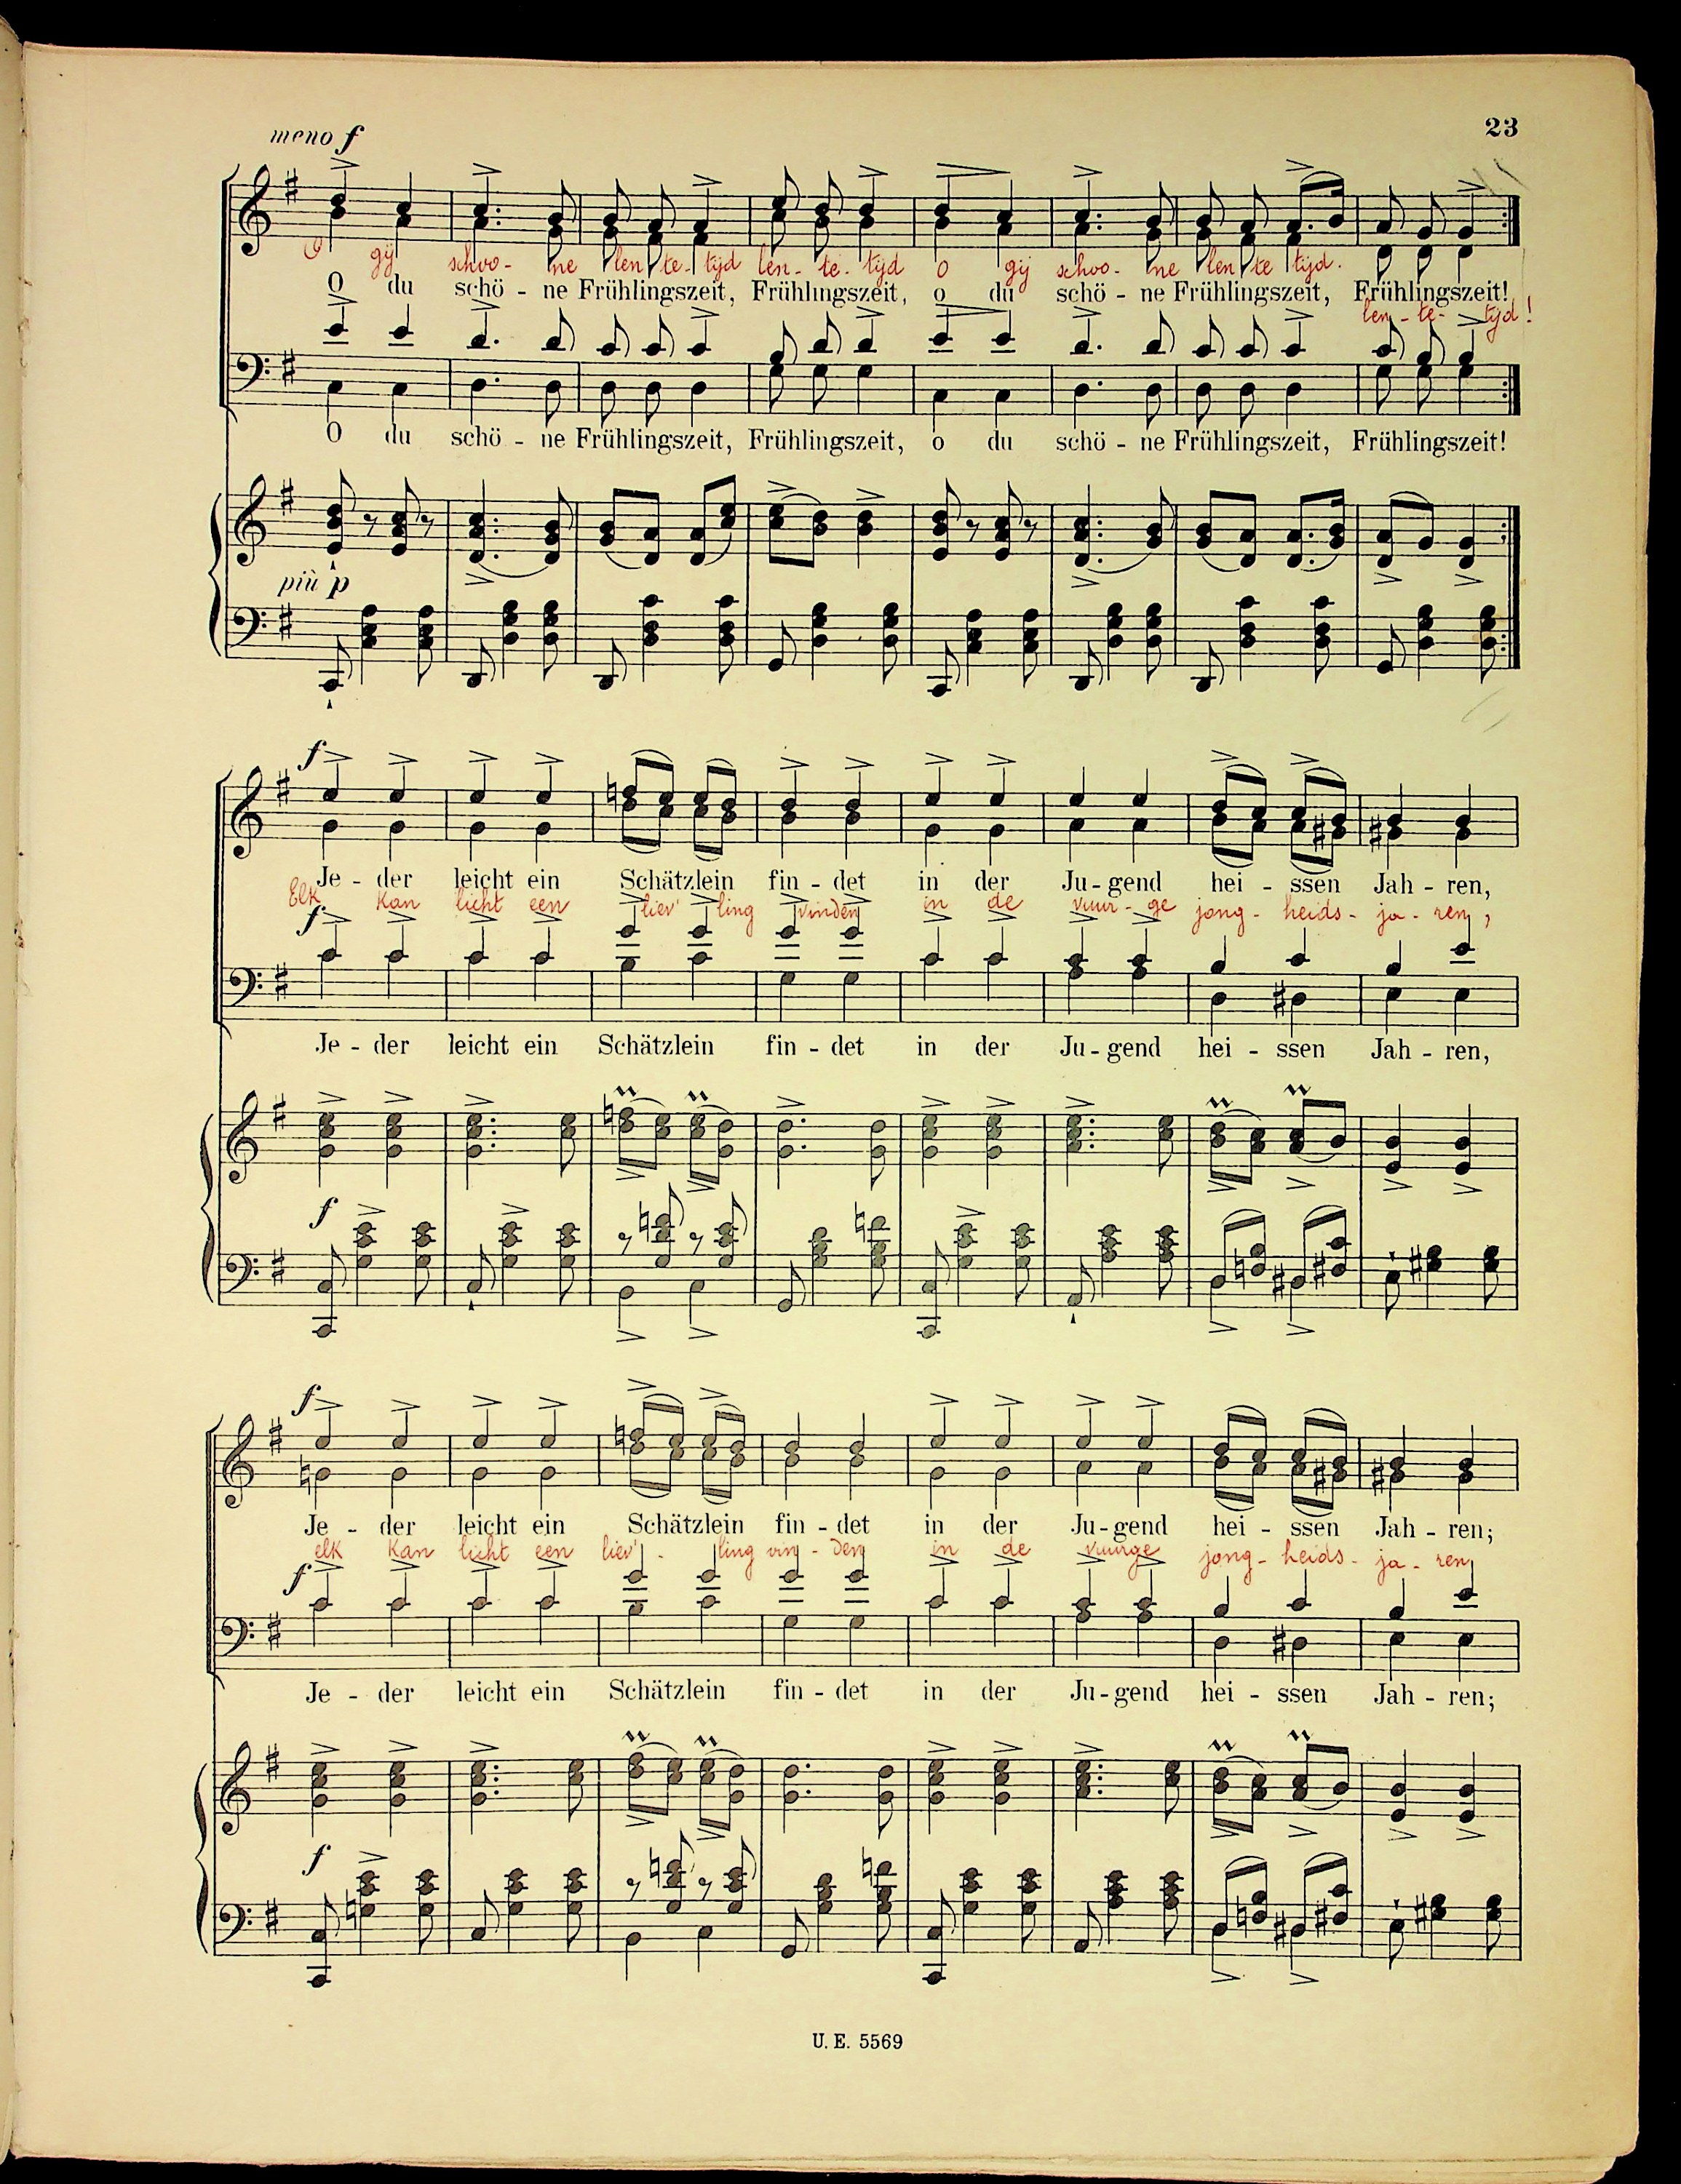 23
meno f
O gij schoo- ne len te- tijd len- te- tijd O gij schoo- ne len te tijd.
o du schö - ne Frühlingszeit, Frühlingszeit, o du schö - ne Frühlingszeit, Frühlingszeit!
len - te- tijd!
O du schö - ne Frühlingszeit, Frühlingszeit, o du schö - ne Frühlingszeit, Frühlingszeit!
più p
f
Je - der leicht ein Schätzlein fin - det in der Ju - gend hei - ssen Jah - ren,
Elk kan licht een liev' ling vinden in de vuur - ge jong - heids - ja - ren,
f
Je - der leicht ein Schätzlein fin - det in der Ju - gend hei - ssen Jah - ren,
f
f
Je - der leicht ein Schätzlein fin - det in der Ju - gend hei - ssen Jah - ren;
elk kan licht een liev' - ling vin - den in de vuurge jong - heids - ja - ren
f
Je - der leicht ein Schätzlein fin - det in der Ju - gend hei - ssen Jah - ren;
f
U. E. 5569